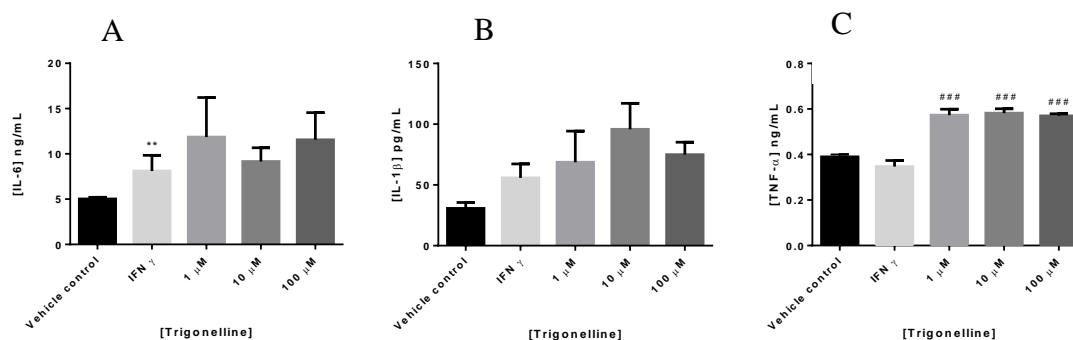 A
[IL-6] ng/mL
20
15
10
5
0
**
Vehicle control
IFN γ
1 μM
10 μM
100 μM
[Trigonelline]
B
[IL-1β] pg/mL
150
100
50
0
Vehicle control
IFN γ
1 μM
10 μM
100 μM
[Trigonelline]
C
[TNF-α] ng/mL
0.8
0.6
0.4
0.2
0.0
###
###
###
Vehicle control
IFN γ
1 μM
10 μM
100 μM
[Trigonelline]